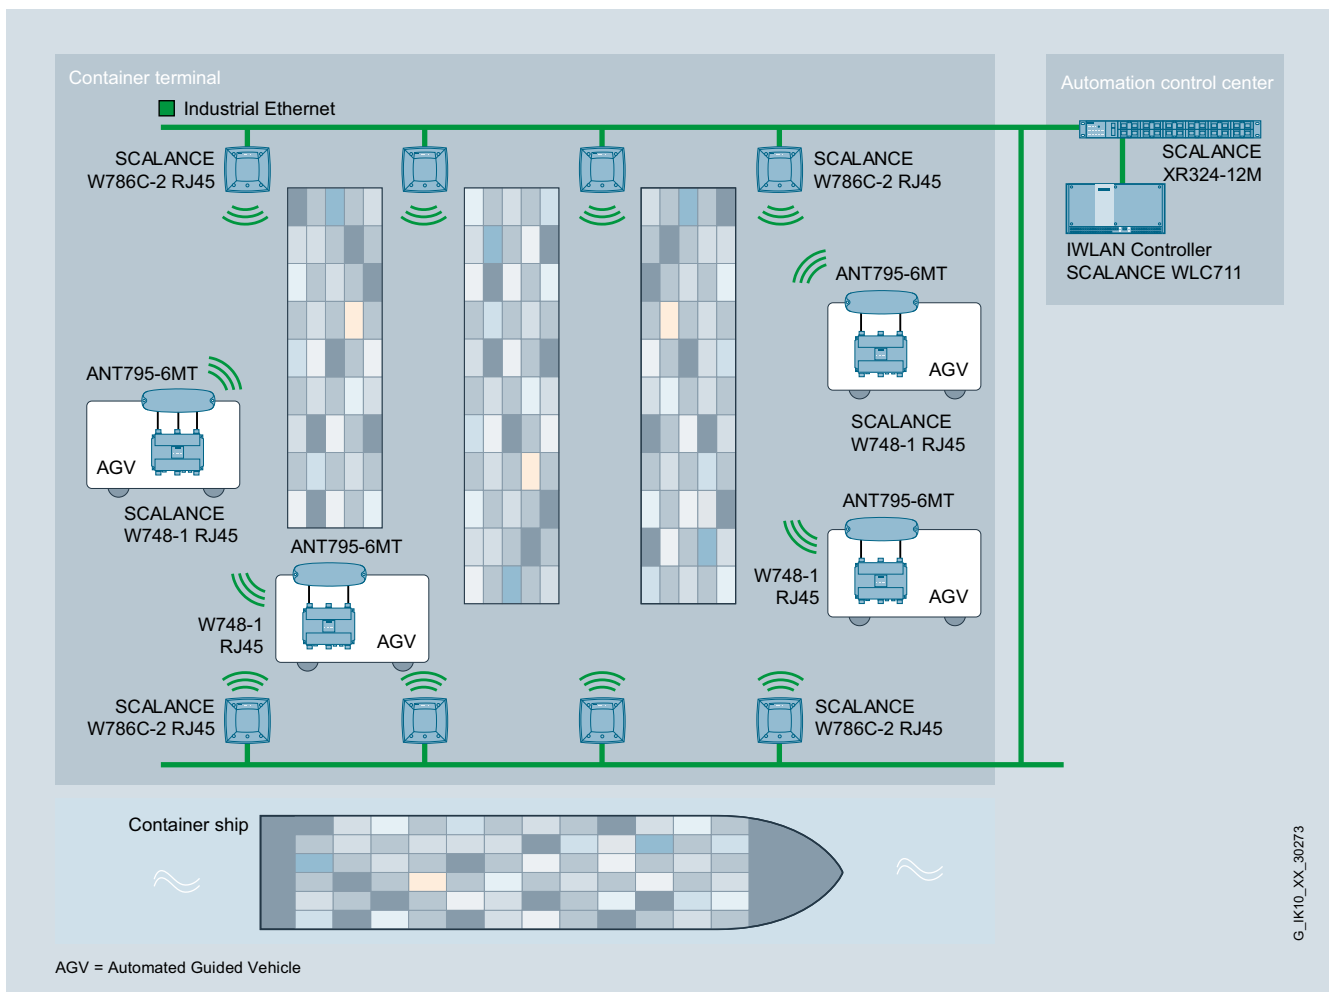 Container terminal
Automation control center
Industrial Ethernet
SCALANCE
W786C-2 RJ45
SCALANCE
W786C-2 RJ45
SCALANCE
XR324-12M
IWLAN Controller
SCALANCE WLC711
ANT795-6MT
AGV
SCALANCE
W748-1 RJ45
ANT795-6MT
AGV
SCALANCE
W748-1 RJ45
ANT795-6MT
W748-1
RJ45
AGV
ANT795-6MT
W748-1
RJ45
AGV
SCALANCE
W786C-2 RJ45
SCALANCE
W786C-2 RJ45
Container ship
G_IK10_XX_30273
AGV = Automated Guided Vehicle